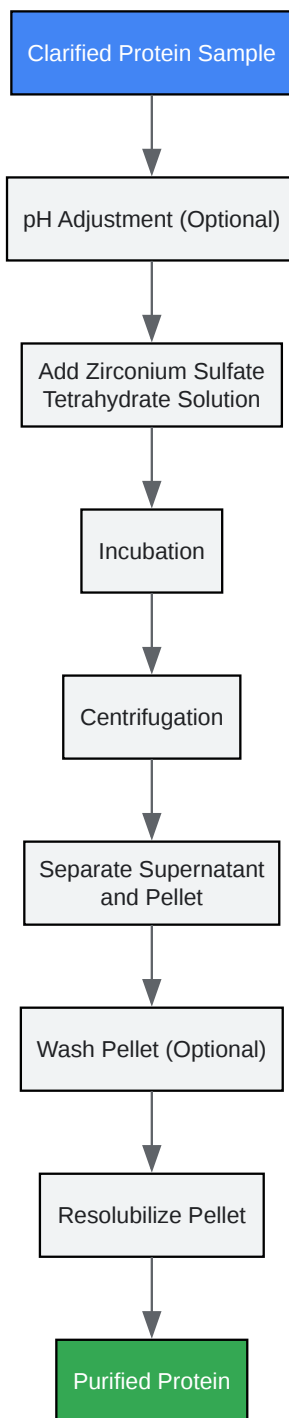 Clarified Protein Sample
pH Adjustment (Optional)
Add Zirconium Sulfate
Tetrahydrate Solution
Incubation
Centrifugation
Separate Supernatant
and Pellet
Wash Pellet (Optional)
Resolubilize Pellet
Purified Protein